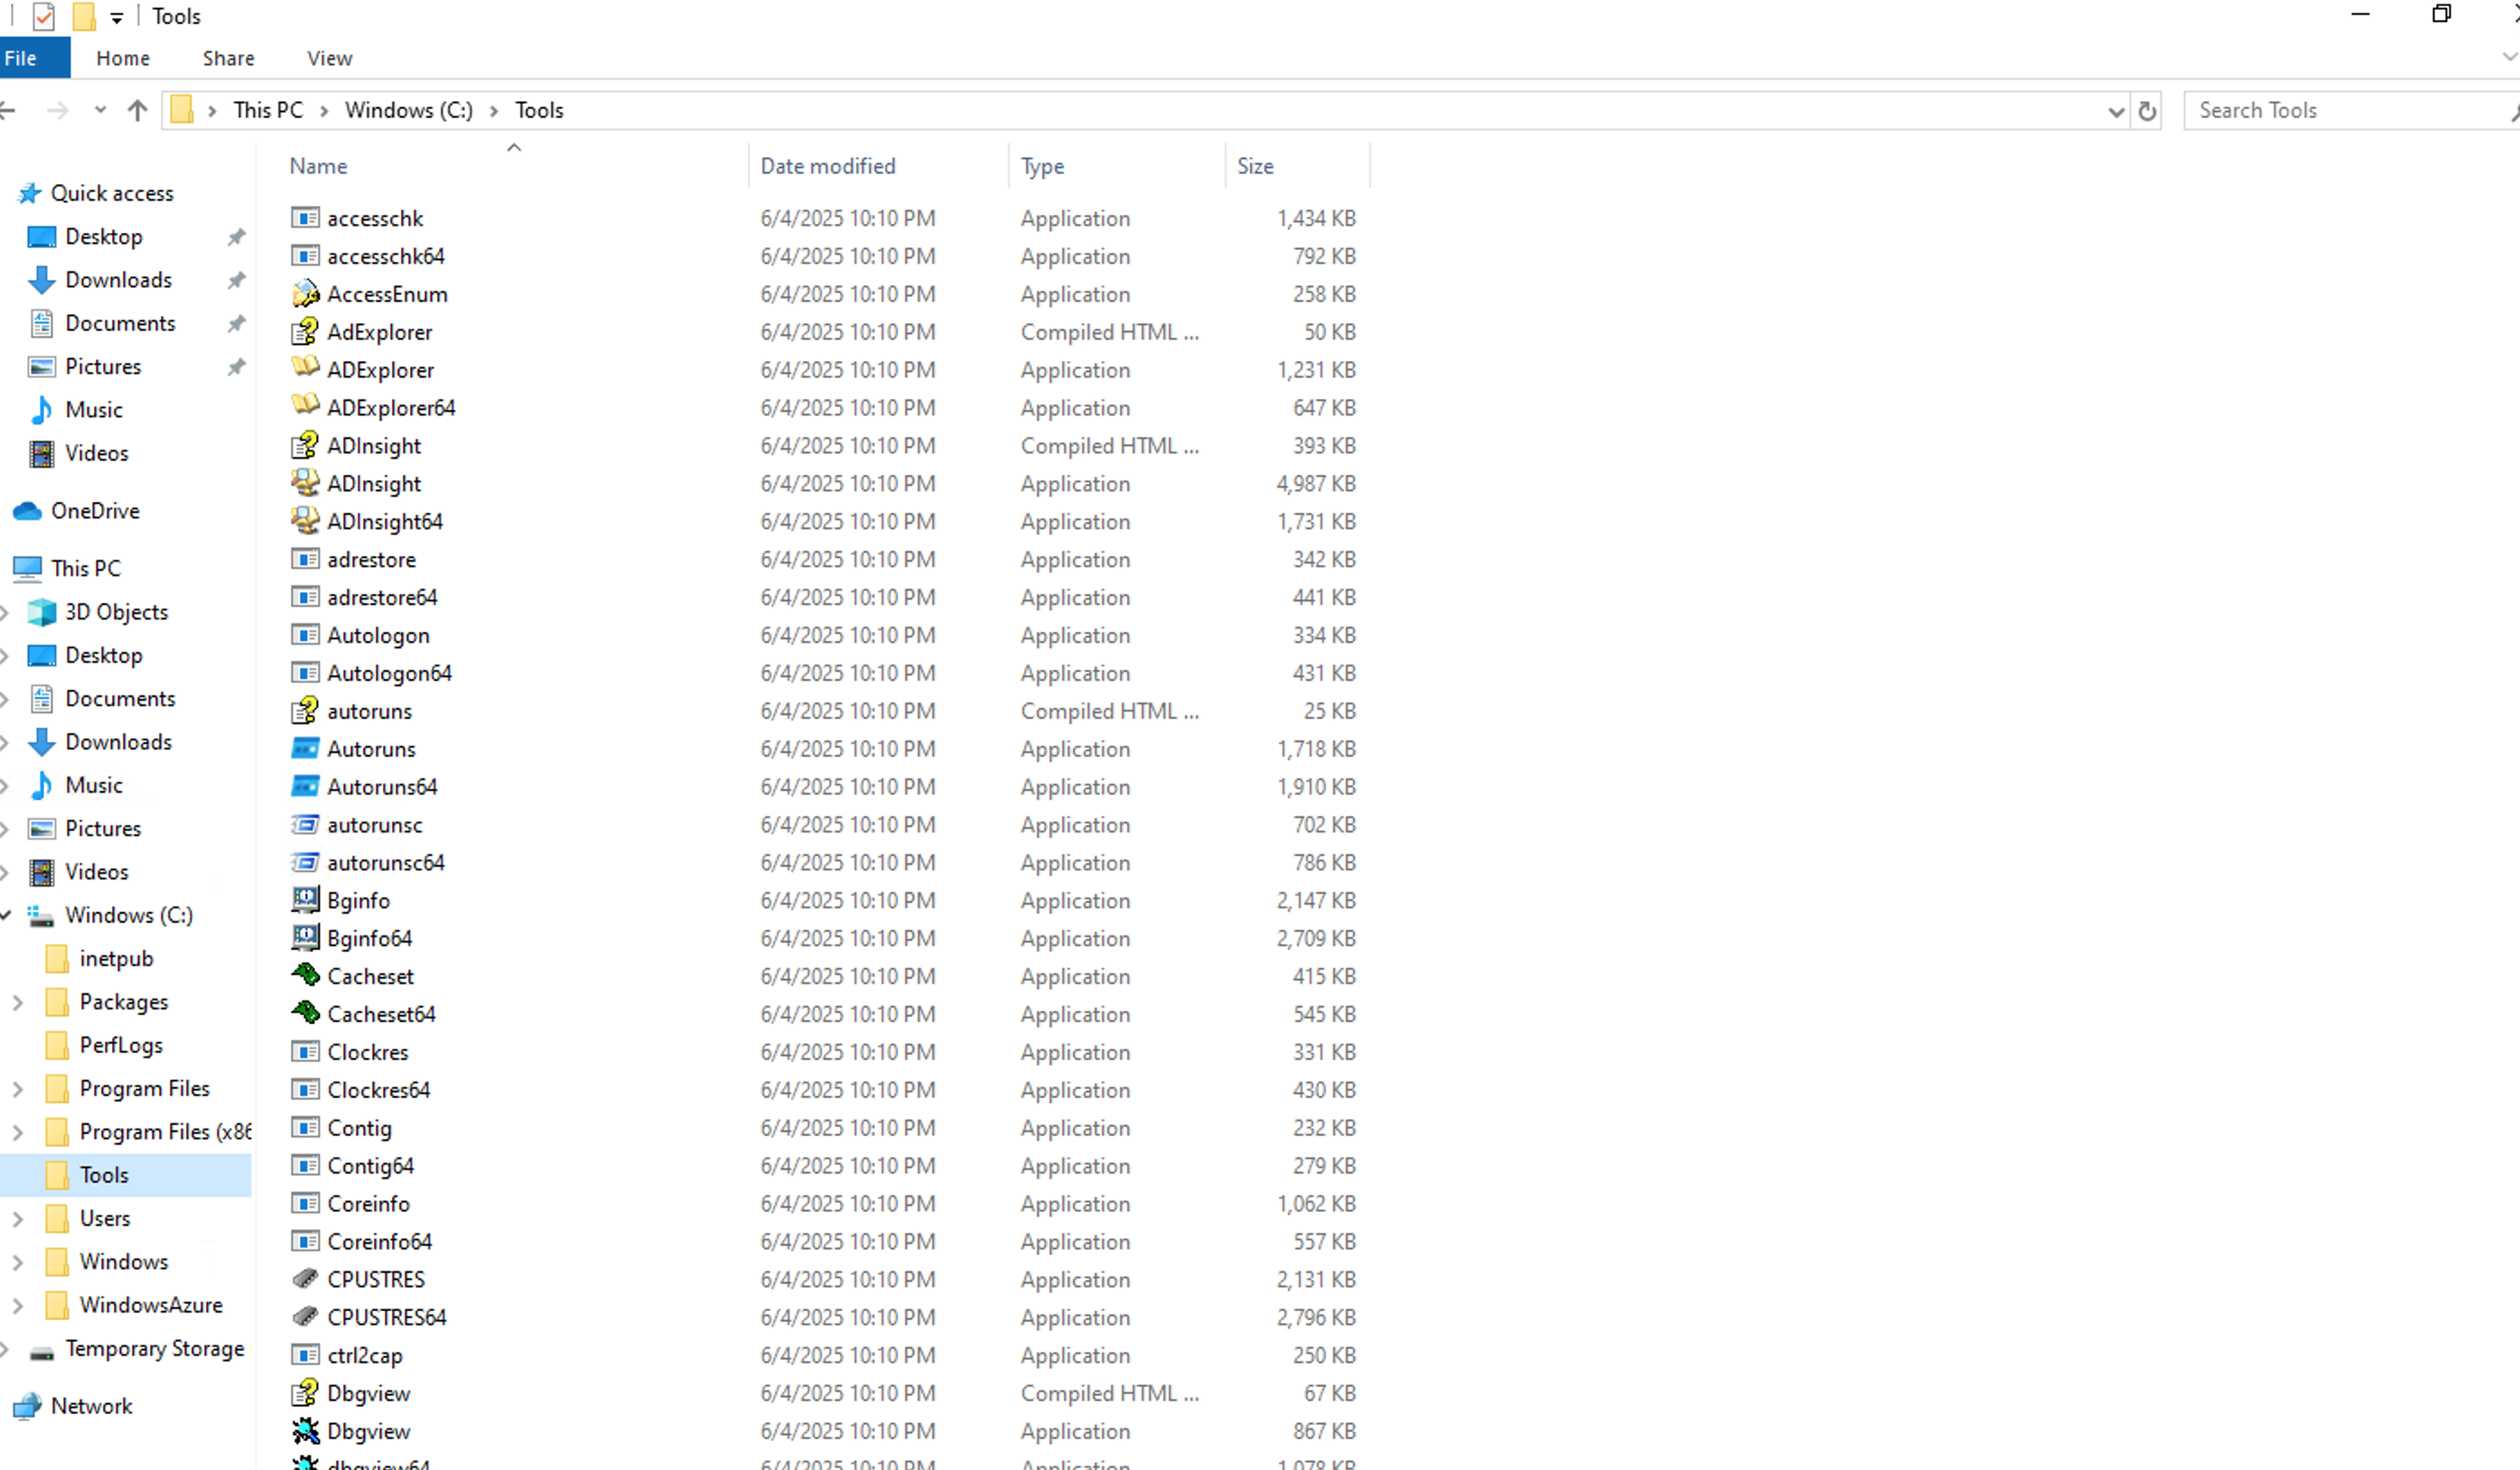 Tools
File Home Share View
This PC Windows (C:) Tools Search Tools
Name Date modified Type Size
Quick access
Desktop
Downloads
Documents
Pictures
Music
Videos
OneDrive
This PC
3D Objects
Desktop
Documents
Downloads
Music
Pictures
Videos
Windows (C:)
inetpub
Packages
PerfLogs
Program Files
Program Files (x86
Tools
Users
Windows
WindowsAzure
Temporary Storage
Network
accesschk 6/4/2025 10:10 PM Application 1,434 KB
accesschk64 6/4/2025 10:10 PM Application 792 KB
AccessEnum 6/4/2025 10:10 PM Application 258 KB
AdExplorer 6/4/2025 10:10 PM Compiled HTML ... 50 KB
ADExplorer 6/4/2025 10:10 PM Application 1,231 KB
ADExplorer64 6/4/2025 10:10 PM Application 647 KB
ADInsight 6/4/2025 10:10 PM Compiled HTML ... 393 KB
ADInsight 6/4/2025 10:10 PM Application 4,987 KB
ADInsight64 6/4/2025 10:10 PM Application 1,731 KB
adrestore 6/4/2025 10:10 PM Application 342 KB
adrestore64 6/4/2025 10:10 PM Application 441 KB
Autologon 6/4/2025 10:10 PM Application 334 KB
Autologon64 6/4/2025 10:10 PM Application 431 KB
autoruns 6/4/2025 10:10 PM Compiled HTML ... 25 KB
Autoruns 6/4/2025 10:10 PM Application 1,718 KB
Autoruns64 6/4/2025 10:10 PM Application 1,910 KB
autorunsc 6/4/2025 10:10 PM Application 702 KB
autorunsc64 6/4/2025 10:10 PM Application 786 KB
Bginfo 6/4/2025 10:10 PM Application 2,147 KB
Bginfo64 6/4/2025 10:10 PM Application 2,709 KB
Cacheset 6/4/2025 10:10 PM Application 415 KB
Cacheset64 6/4/2025 10:10 PM Application 545 KB
Clockres 6/4/2025 10:10 PM Application 331 KB
Clockres64 6/4/2025 10:10 PM Application 430 KB
Contig 6/4/2025 10:10 PM Application 232 KB
Contig64 6/4/2025 10:10 PM Application 279 KB
Coreinfo 6/4/2025 10:10 PM Application 1,062 KB
Coreinfo64 6/4/2025 10:10 PM Application 557 KB
CPUSTRES 6/4/2025 10:10 PM Application 2,131 KB
CPUSTRES64 6/4/2025 10:10 PM Application 2,796 KB
ctrl2cap 6/4/2025 10:10 PM Application 250 KB
Dbgview 6/4/2025 10:10 PM Compiled HTML ... 67 KB
Dbgview 6/4/2025 10:10 PM Application 867 KB
dbgview64 6/4/2025 10:10 PM Application 1,078 KB